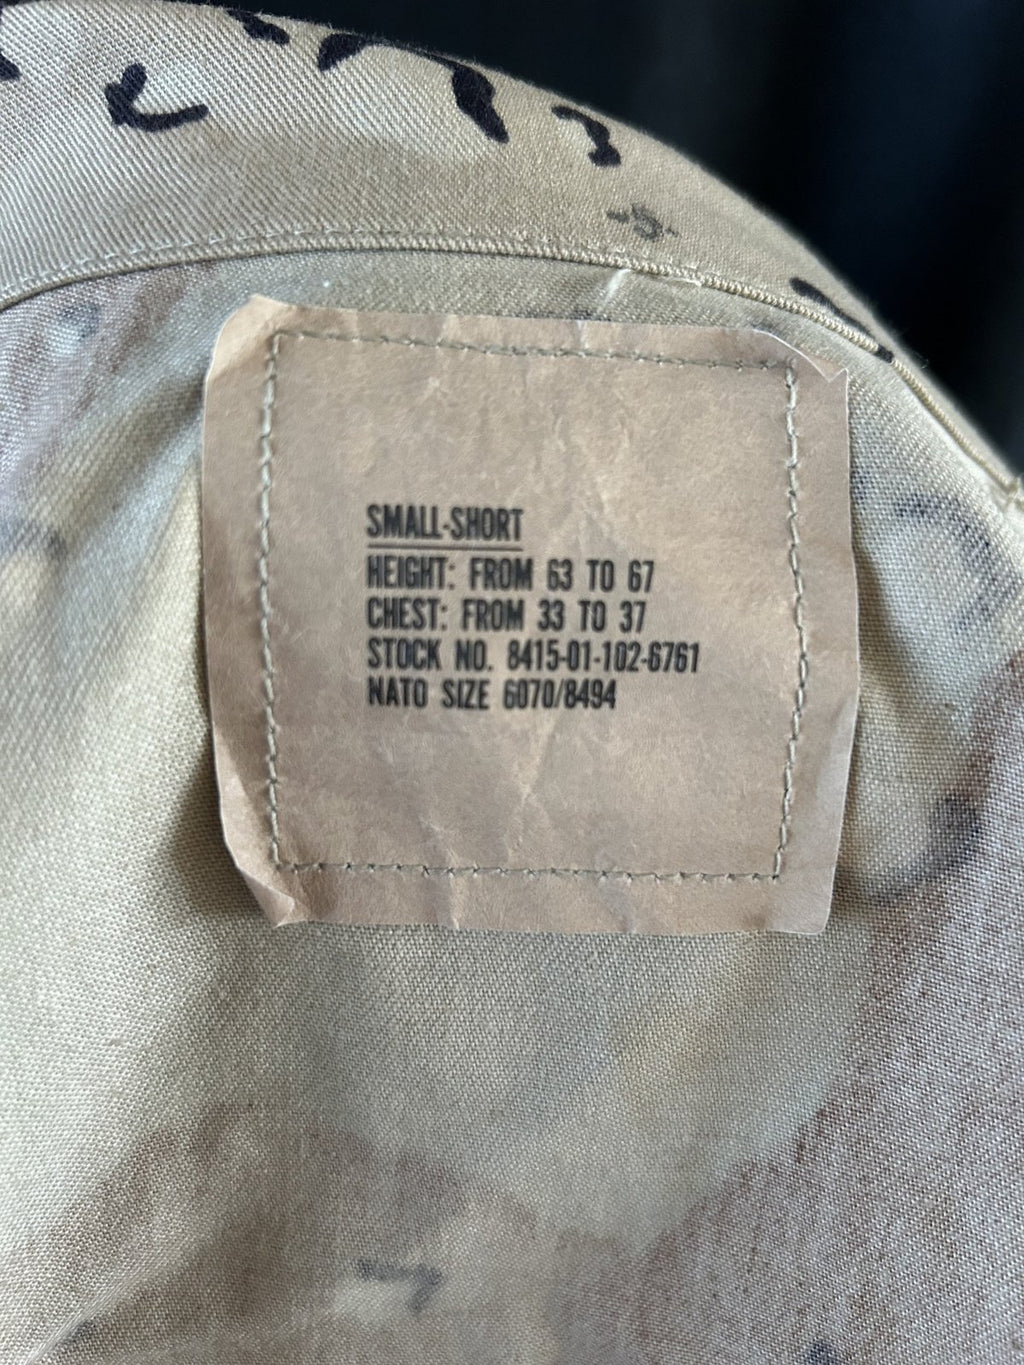 SMALL-SHORT
HEIGHT: FROM 63 TO 67
CHEST: FROM 33 TO 37
STOCK NO. 8415-01-102-6761
NATO SIZE 6070/8494